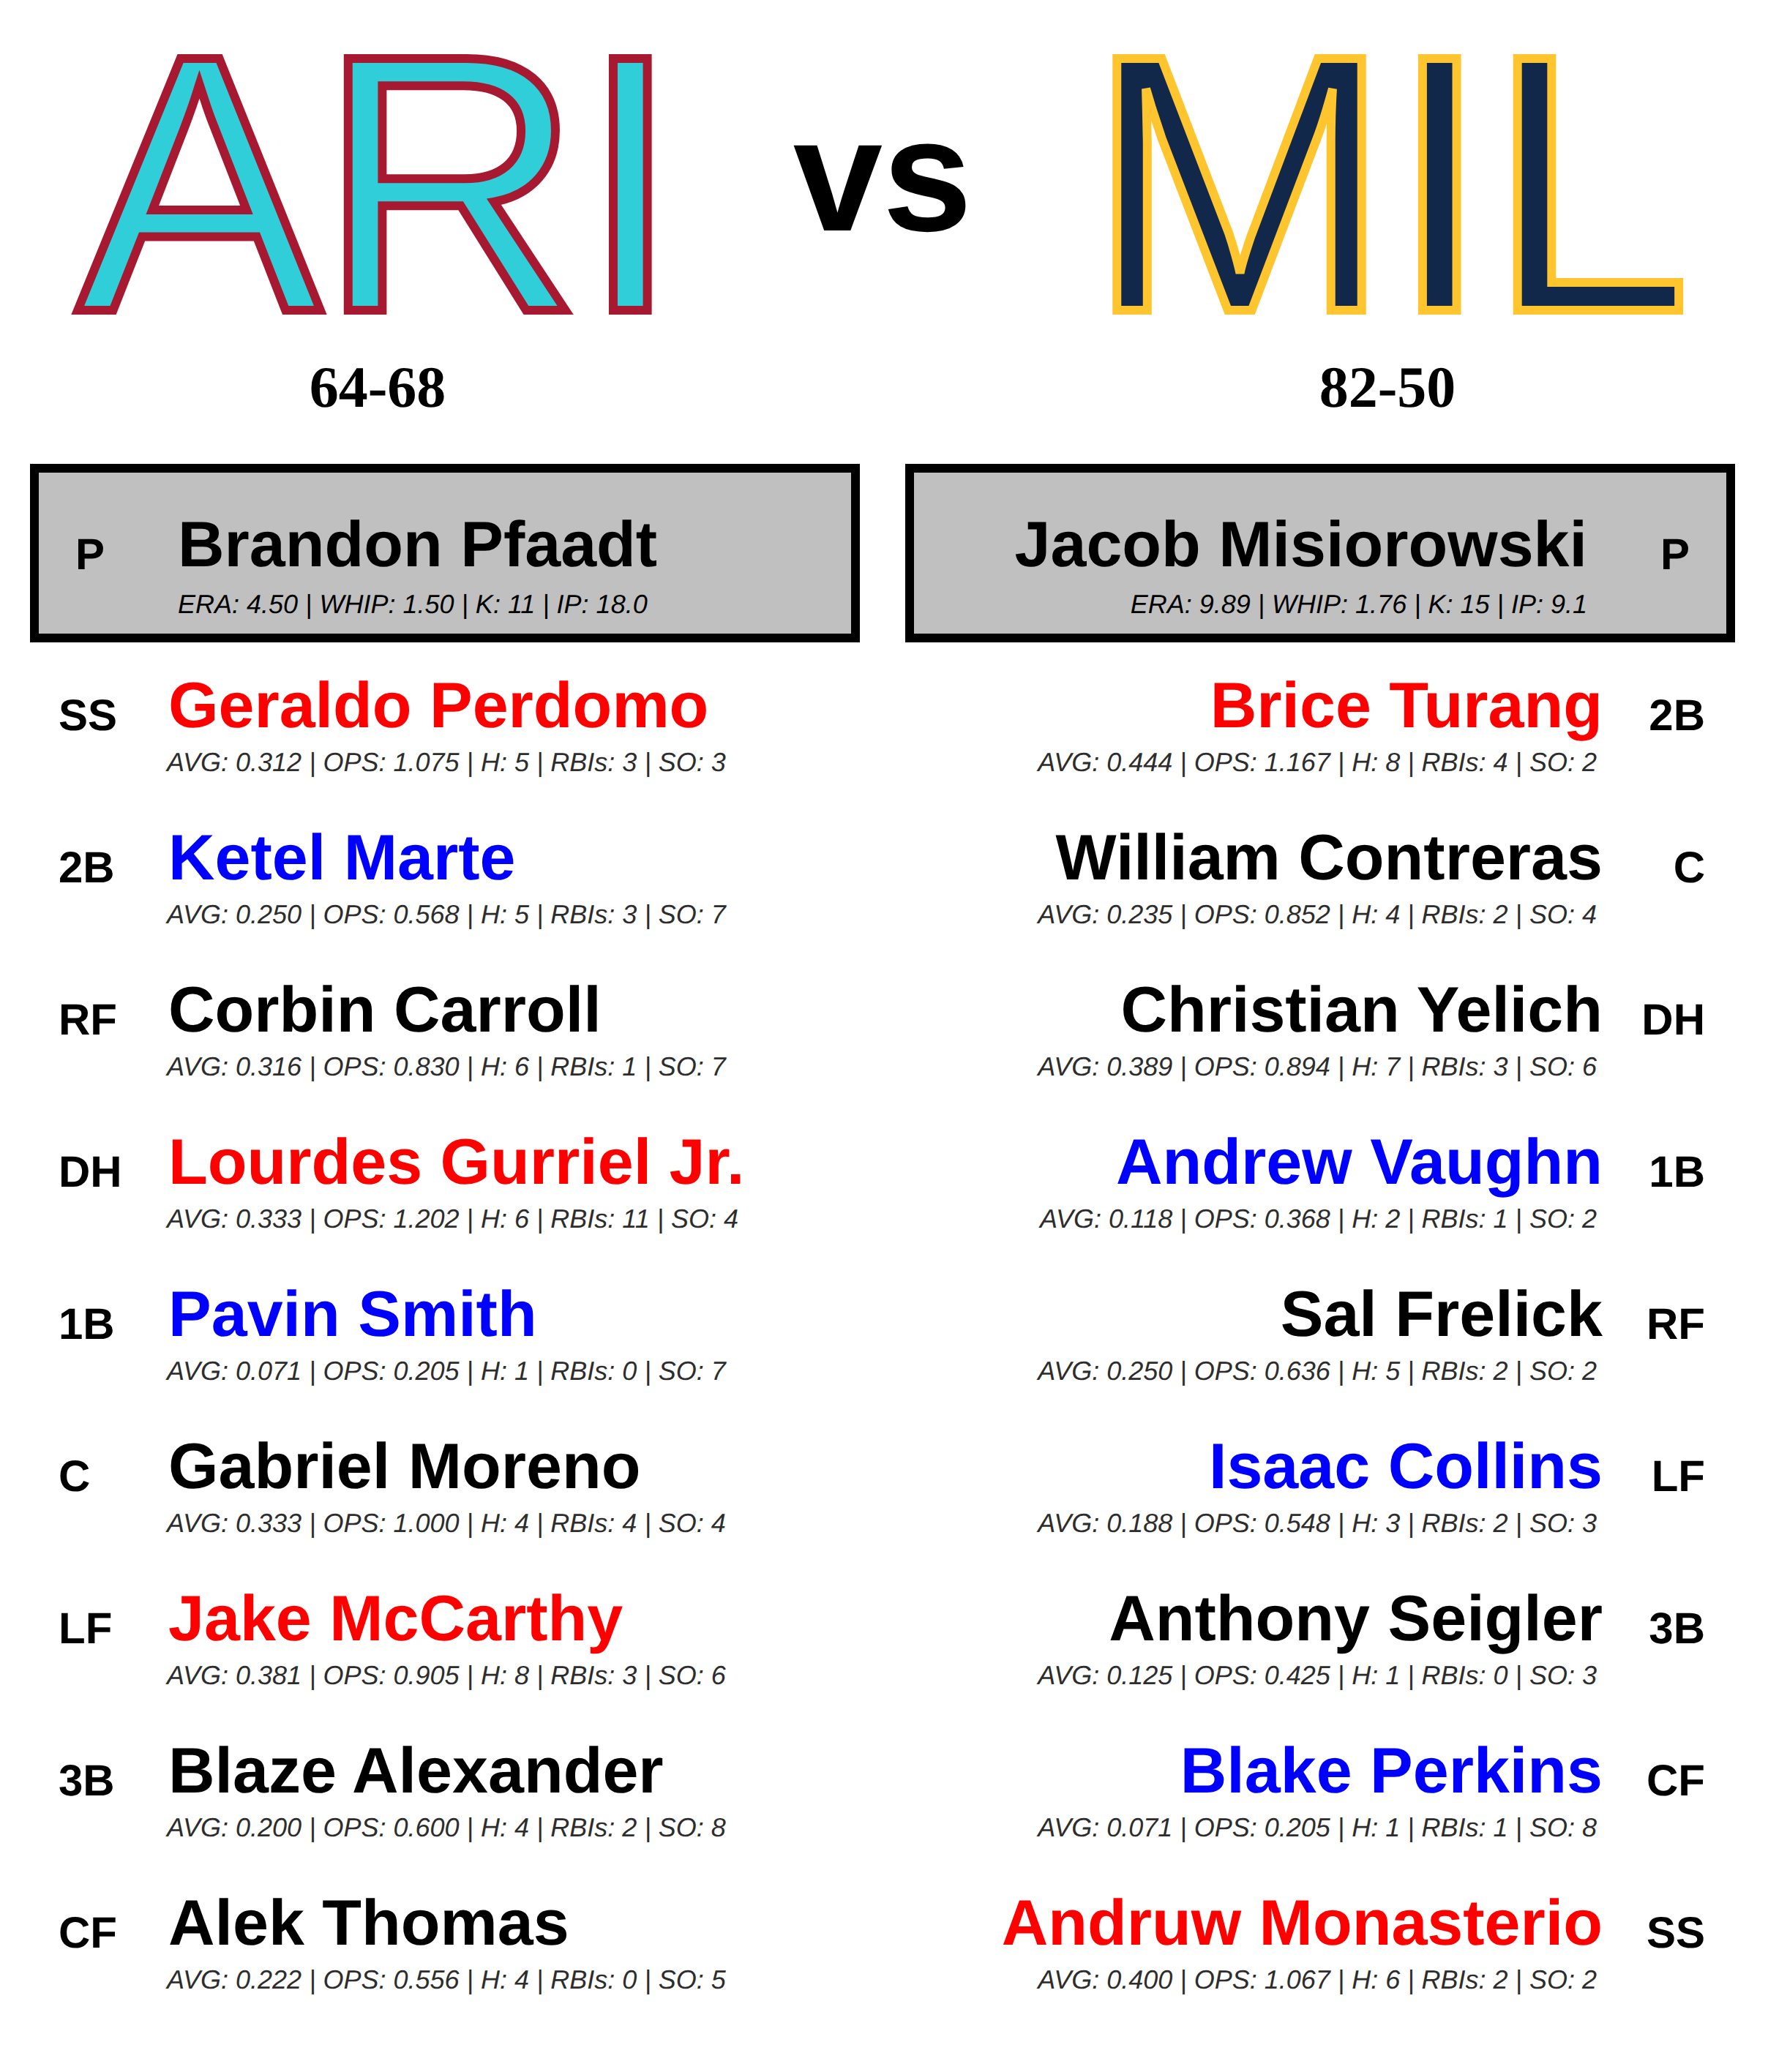 ARI vs MIL
64-68 82-50
P Brandon Pfaadt
ERA: 4.50 | WHIP: 1.50 | K: 11 | IP: 18.0
Jacob Misiorowski P
ERA: 9.89 | WHIP: 1.76 | K: 15 | IP: 9.1
SS Geraldo Perdomo
AVG: 0.312 | OPS: 1.075 | H: 5 | RBIs: 3 | SO: 3
2B Ketel Marte
AVG: 0.250 | OPS: 0.568 | H: 5 | RBIs: 3 | SO: 7
RF Corbin Carroll
AVG: 0.316 | OPS: 0.830 | H: 6 | RBIs: 1 | SO: 7
DH Lourdes Gurriel Jr.
AVG: 0.333 | OPS: 1.202 | H: 6 | RBIs: 11 | SO: 4
1B Pavin Smith
AVG: 0.071 | OPS: 0.205 | H: 1 | RBIs: 0 | SO: 7
C Gabriel Moreno
AVG: 0.333 | OPS: 1.000 | H: 4 | RBIs: 4 | SO: 4
LF Jake McCarthy
AVG: 0.381 | OPS: 0.905 | H: 8 | RBIs: 3 | SO: 6
3B Blaze Alexander
AVG: 0.200 | OPS: 0.600 | H: 4 | RBIs: 2 | SO: 8
CF Alek Thomas
AVG: 0.222 | OPS: 0.556 | H: 4 | RBIs: 0 | SO: 5
Brice Turang 2B
AVG: 0.444 | OPS: 1.167 | H: 8 | RBIs: 4 | SO: 2
William Contreras C
AVG: 0.235 | OPS: 0.852 | H: 4 | RBIs: 2 | SO: 4
Christian Yelich DH
AVG: 0.389 | OPS: 0.894 | H: 7 | RBIs: 3 | SO: 6
Andrew Vaughn 1B
AVG: 0.118 | OPS: 0.368 | H: 2 | RBIs: 1 | SO: 2
Sal Frelick RF
AVG: 0.250 | OPS: 0.636 | H: 5 | RBIs: 2 | SO: 2
Isaac Collins LF
AVG: 0.188 | OPS: 0.548 | H: 3 | RBIs: 2 | SO: 3
Anthony Seigler 3B
AVG: 0.125 | OPS: 0.425 | H: 1 | RBIs: 0 | SO: 3
Blake Perkins CF
AVG: 0.071 | OPS: 0.205 | H: 1 | RBIs: 1 | SO: 8
Andruw Monasterio SS
AVG: 0.400 | OPS: 1.067 | H: 6 | RBIs: 2 | SO: 2